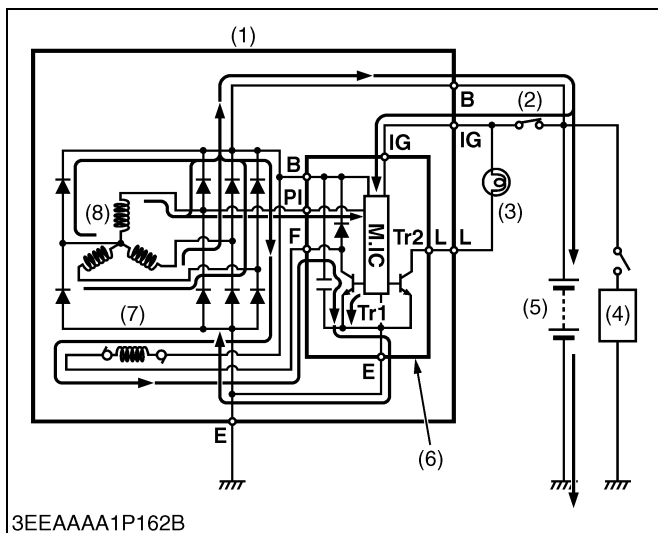 (1)
B
(2)
IG
IG
B
PI
(8)
(3)
F
M.IC
Tr2
L
L
(5)
(4)
(7)
Tr1
E
(6)
E
3EEAAAA1P162B